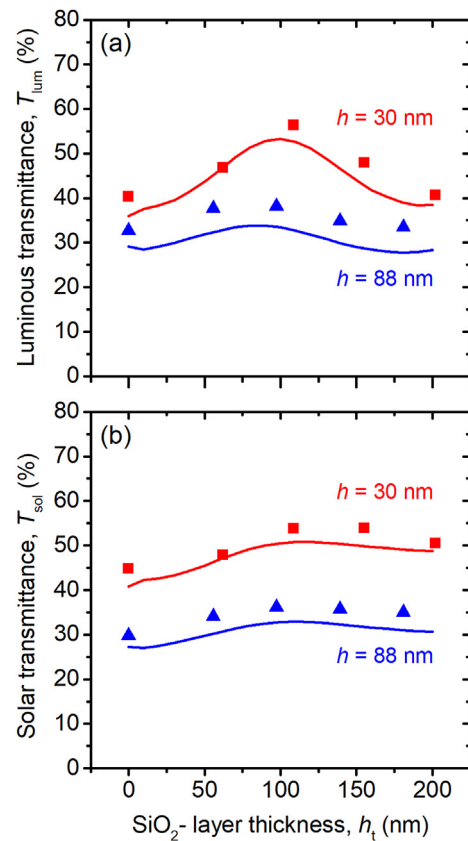 80
(a)
70
60
h = 30 nm
50
40
30
h = 88 nm
20
10
0
Luminous transmittance, Tlum (%)
80
(b)
70
h = 30 nm
60
50
40
30
h = 88 nm
20
10
0
Solar transmittance, Tsol (%)
0 50 100 150 200
SiO2- layer thickness, ht (nm)